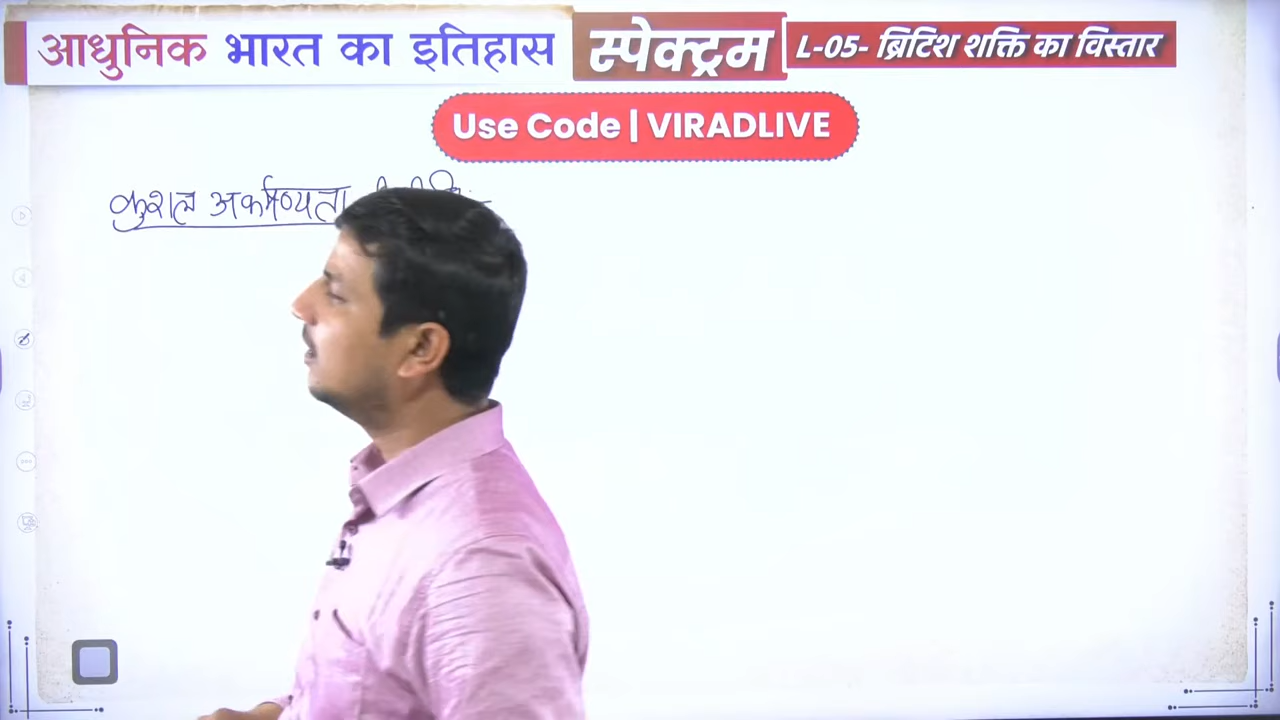 आधुनिक भारत का इतिहास स्पेक्ट्रम L-05- ब्रिटिश शक्ति का विस्तार
Use Code | VIRADLIVE
कुशल अकर्मण्यता